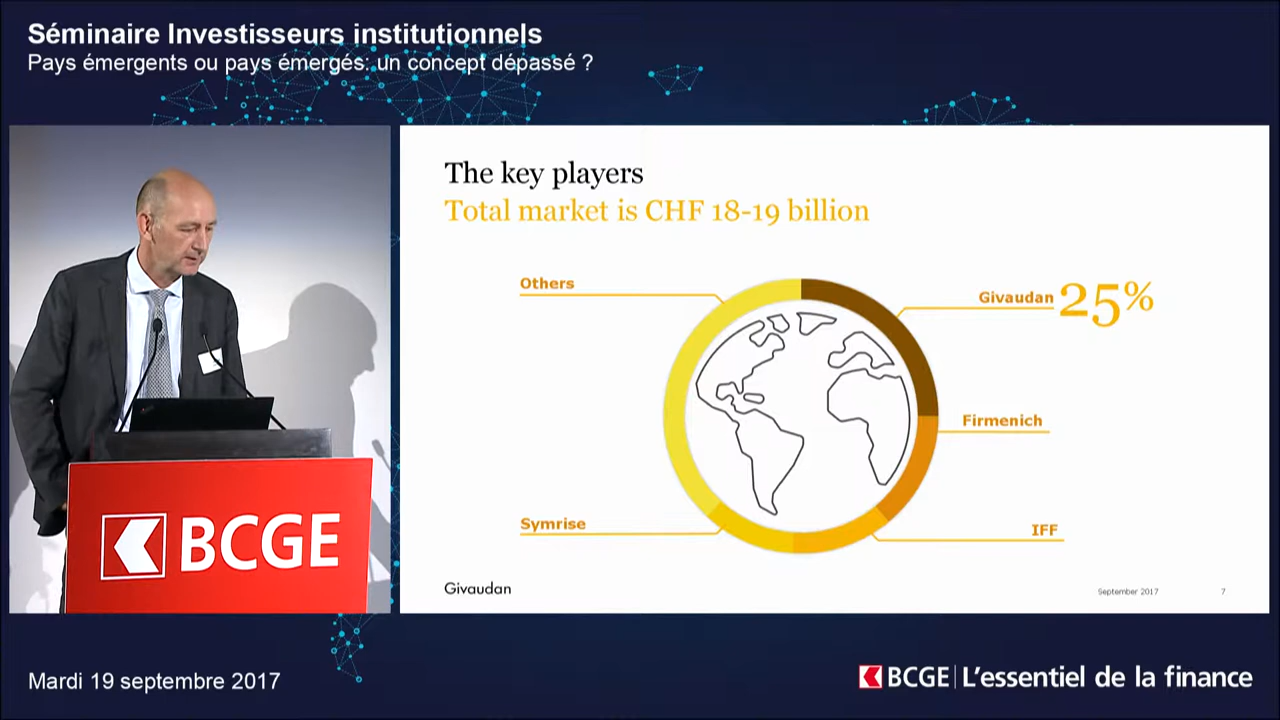 Séminaire Investisseurs institutionnels
Pays émergents ou pays émergés: un concept dépassé ?
The key players
Total market is CHF 18-19 billion
Others
Givaudan 25%
Firmenich
Symrise
IFF
Givaudan
September 2017
7
BCGE
Mardi 19 septembre 2017
BCGE | L'essentiel de la finance